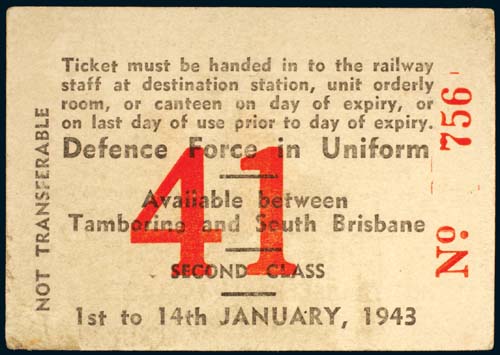 Ticket must be handed in to the railway
staff at destination station, unit orderly
room, or canteen on day of expiry, or
on last day of use prior to day of expiry.
Defence Force in Uniform
41
Available between
Tamborine and South Brisbane
SECOND CLASS
1st to 14th JANUARY, 1943
NOT TRANSFERABLE
No. 756